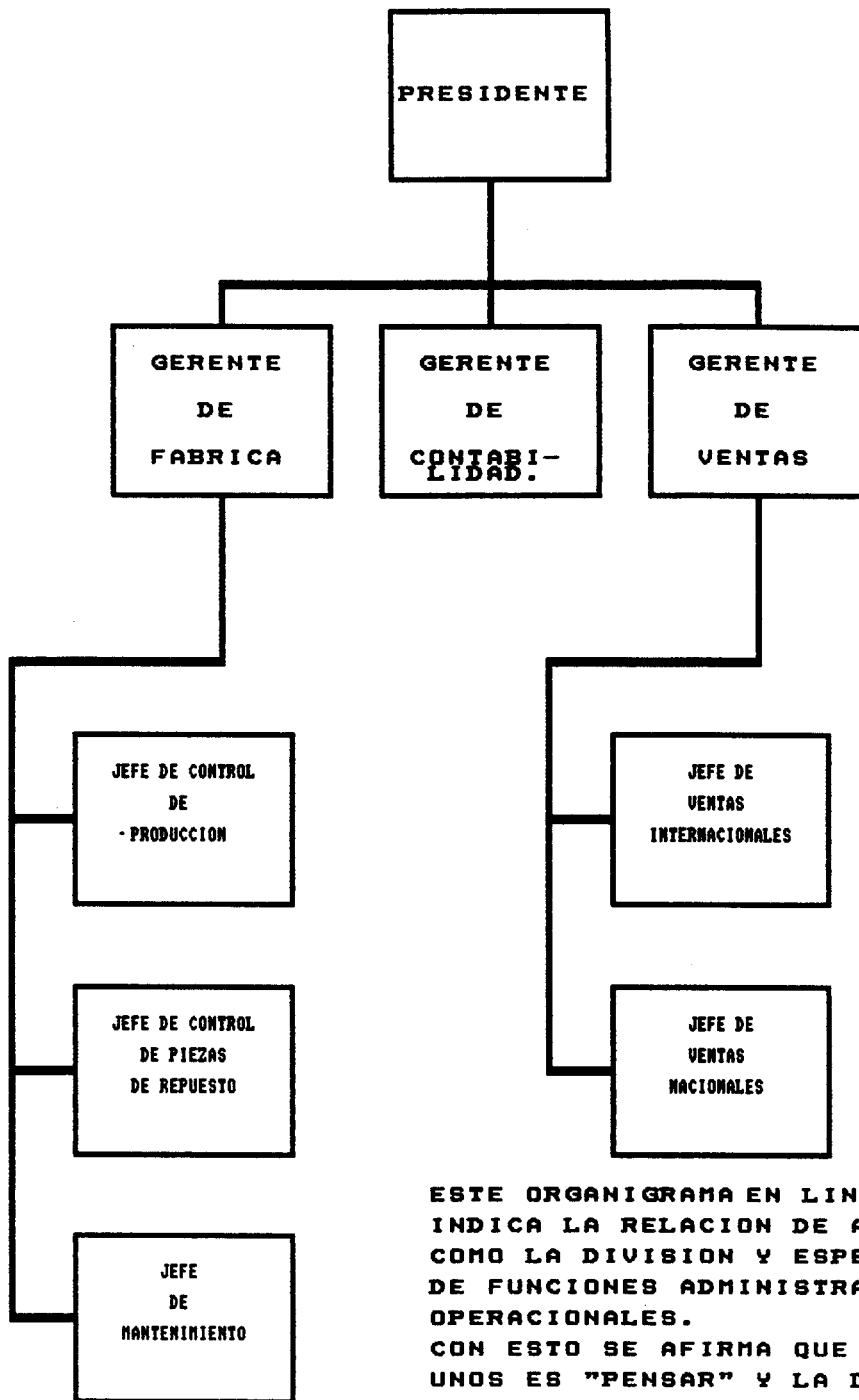 PRESIDENTE
GERENTE
DE
FABRICA
GERENTE
DE
CONTABI-
LIDAD.
GERENTE
DE
VENTAS
JEFE DE CONTROL
DE
PRODUCCION
JEFE DE CONTROL
DE PIEZAS
DE REPUESTO
JEFE
DE
MANTENIMIENTO
JEFE DE
VENTAS
INTERNACIONALES
JEFE DE
VENTAS
NACIONALES
ESTE ORGANIGRAMA EN LIN
INDICA LA RELACION DE A
COMO LA DIVISION Y ESPE
DE FUNCIONES ADMINISTRA
OPERACIONALES.
CON ESTO SE AFIRMA QUE
UNOS ES "PENSAR" Y LA D